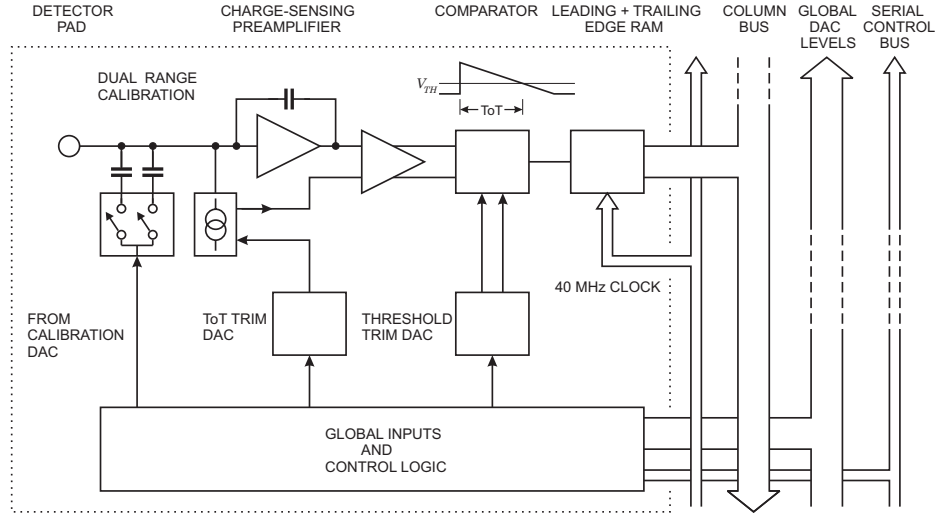 DETECTOR
PAD
CHARGE-SENSING
PREAMPLIFIER
COMPARATOR
LEADING + TRAILING
EDGE RAM
COLUMN
BUS
GLOBAL
DAC
LEVELS
SERIAL
CONTROL
BUS
DUAL RANGE
CALIBRATION
VTH
ToT
40 MHz CLOCK
FROM
CALIBRATION
DAC
ToT TRIM
DAC
THRESHOLD
TRIM DAC
GLOBAL INPUTS
AND
CONTROL LOGIC